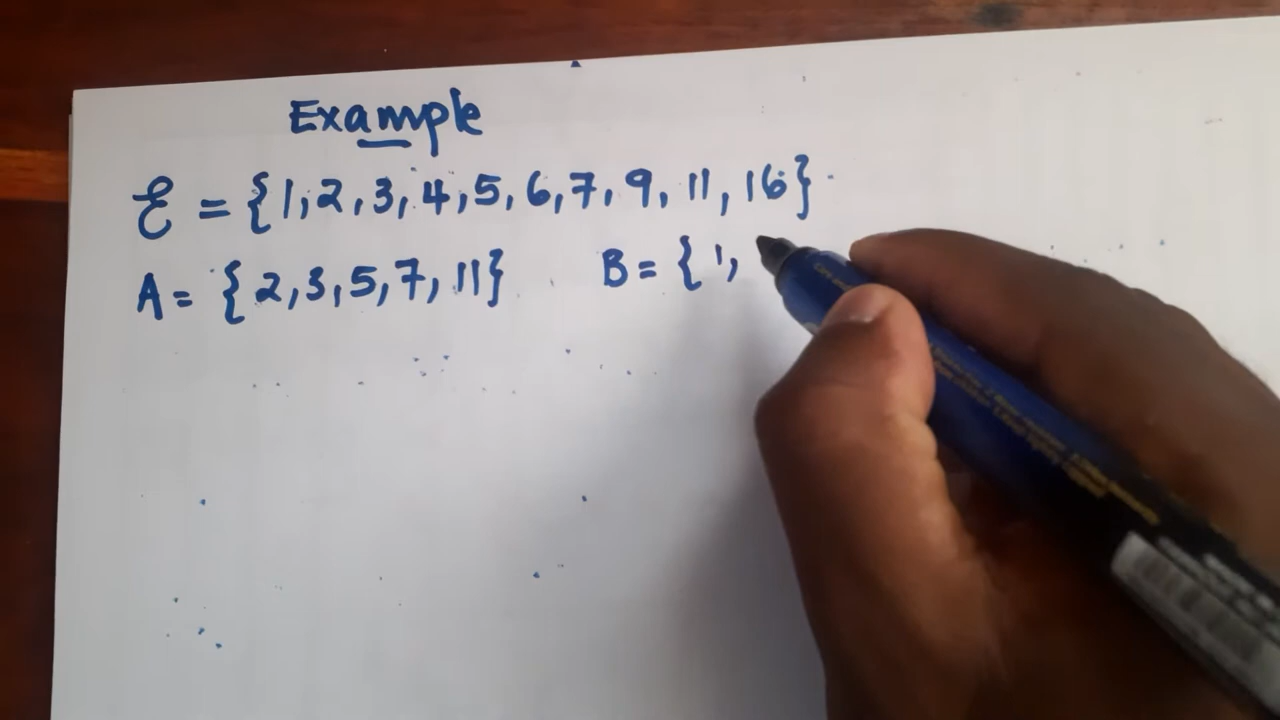 Example
ℰ = {1, 2, 3, 4, 5, 6, 7, 9, 11, 16}.
A = {2, 3, 5, 7, 11} B = {1,